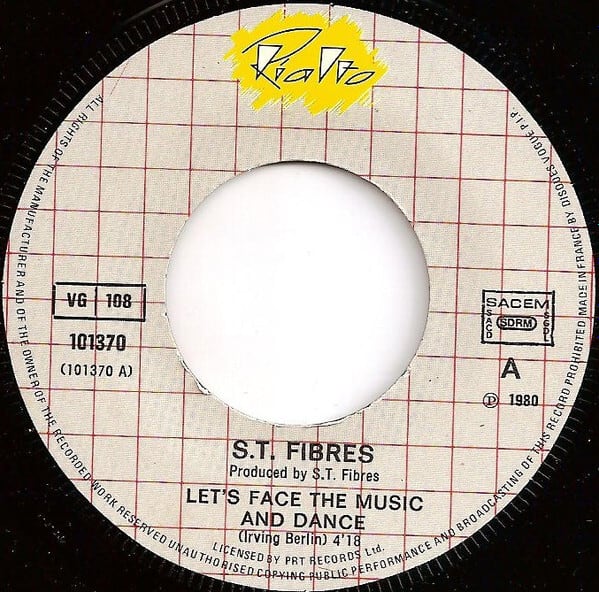 Rialto
VG 108
101370
(101370 A)
SACEM
SACD
SDRM
SGDL
A
Ⓟ 1980
S.T. FIBRES
Produced by S.T. Fibres
LET'S FACE THE MUSIC
AND DANCE
(Irving Berlin) 4'18
LICENSED BY PRT RECORDS Ltd.
ALL RIGHTS OF THE MANUFACTURER AND OF THE OWNER OF THE RECORDED WORK RESERVED UNAUTHORISED COPYING PUBLIC PERFORMANCE AND BROADCASTING OF THIS RECORD PROHIBITED MADE IN FRANCE BY DISQUES VOGUE P.I.P.